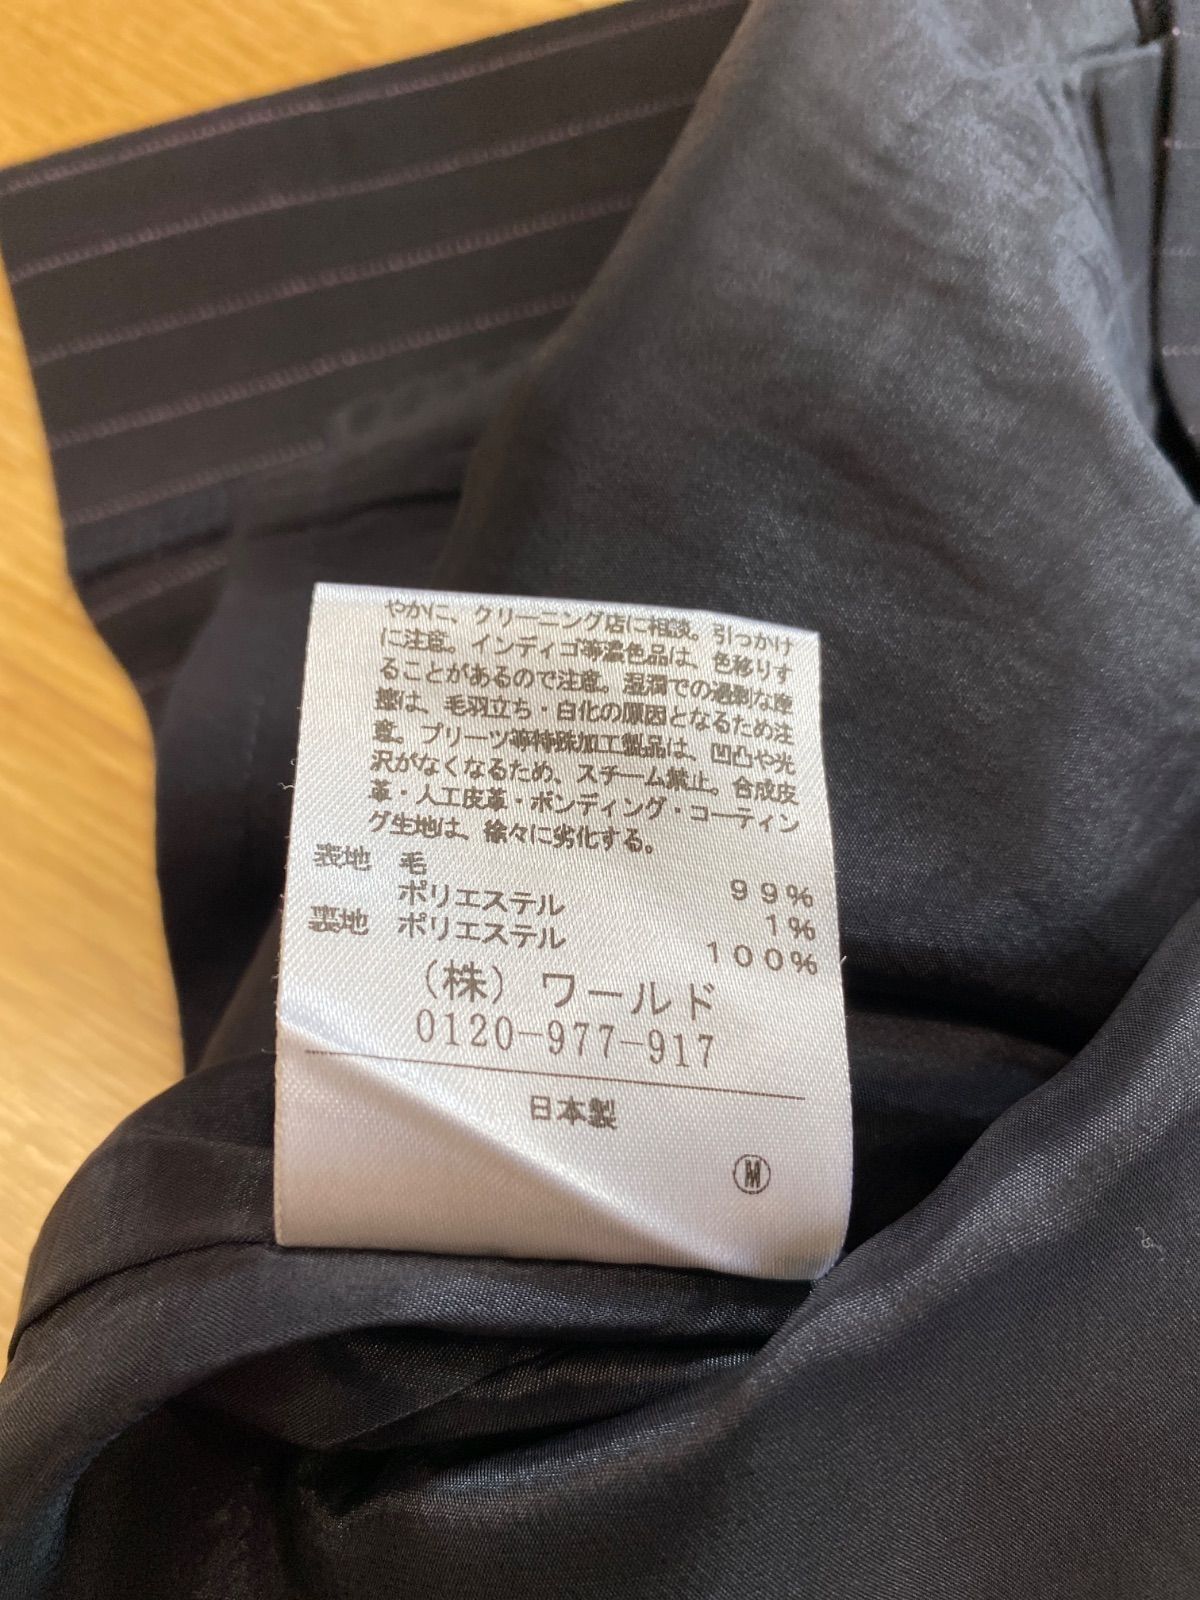 やかに、クリーニング店に相談。引っかけ
に注意。インディゴ等濃色品は、色移りす
ることがあるので注意。湿潤での過剰な摩
擦は、毛羽立ち・白化の原因となるため注
意。プリーツ等特殊加工製品は、凹凸や光
沢がなくなるため、スチーム禁止。合成皮
革・人工皮革・ボンディング・コーティン
グ生地は、徐々に劣化する。
表地 毛 99%
ポリエステル 1%
裏地 ポリエステル 100%
(株) ワールド
0120-977-917
日本製
M